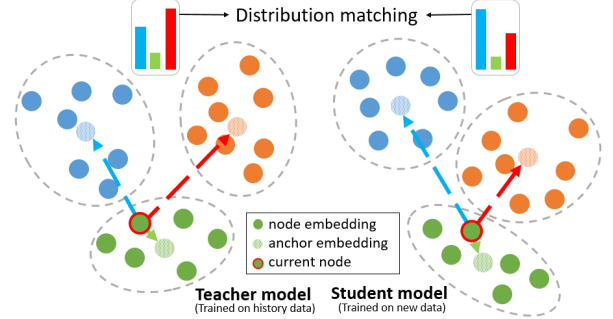 Distribution matching
node embedding
anchor embedding
current node
Teacher model
(Trained on history data)
Student model
(Trained on new data)